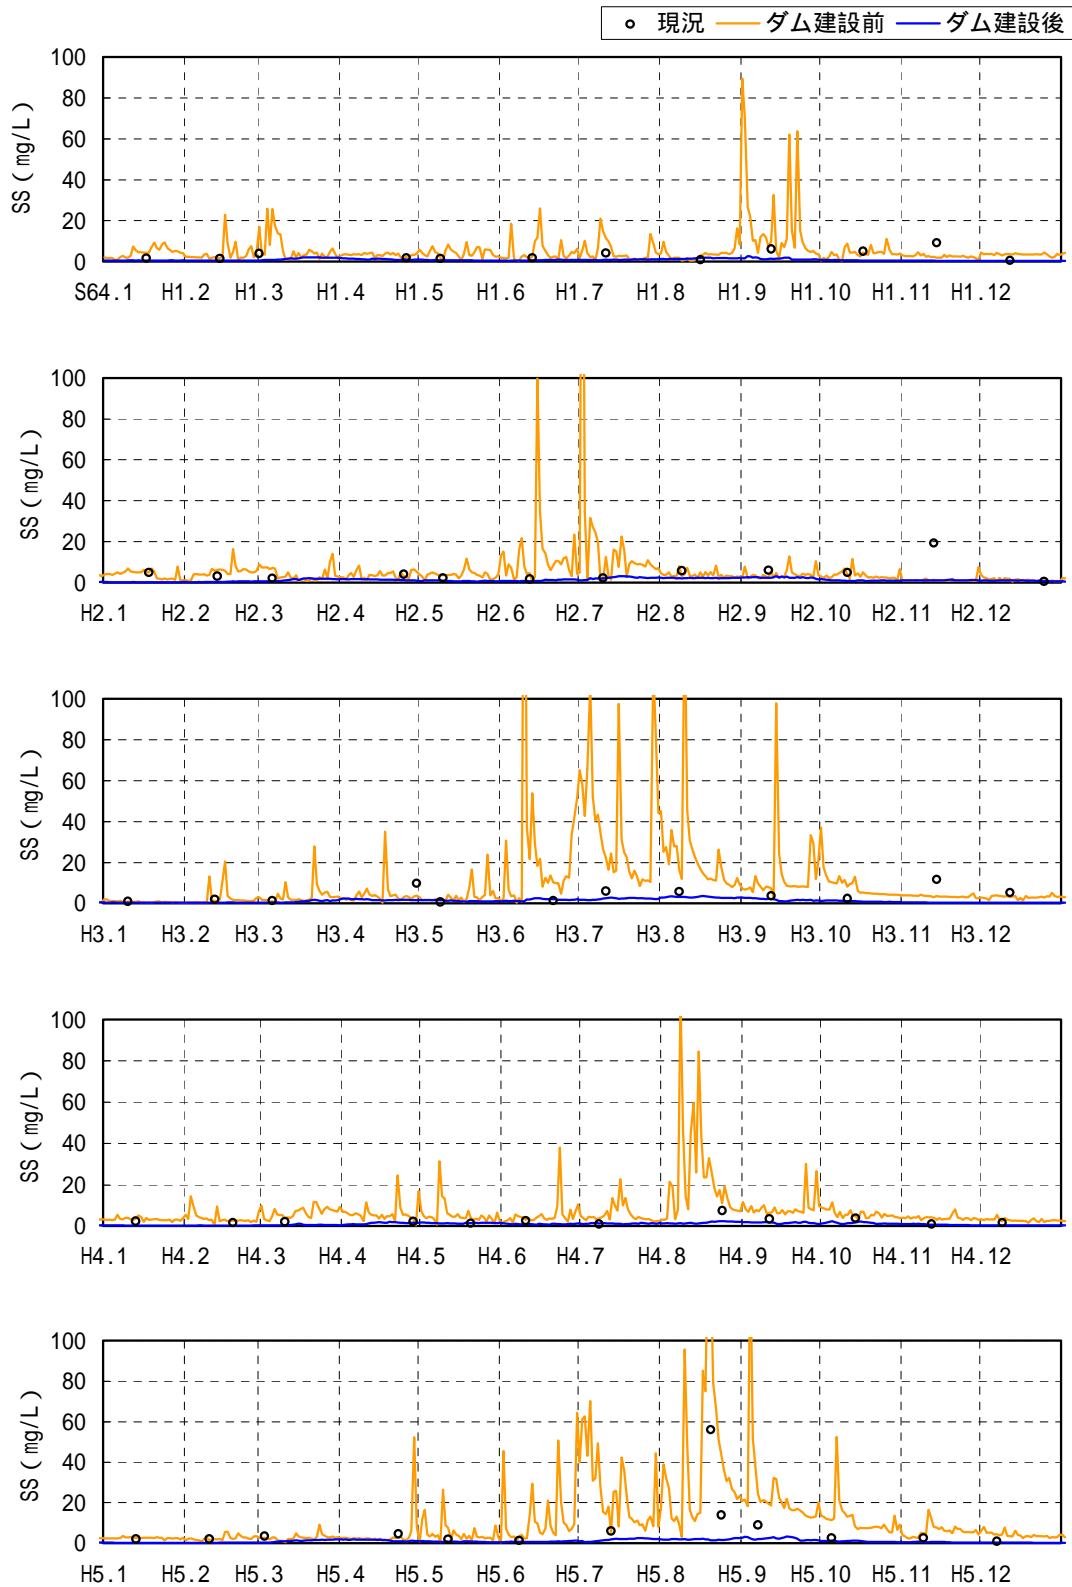 現況 ダム建設前 ダム建設後
100
80
60
40
20
0
SS（mg/L）
S64.1 H1.2 H1.3 H1.4 H1.5 H1.6 H1.7 H1.8 H1.9 H1.10 H1.11 H1.12
100
80
60
40
20
0
SS（mg/L）
H2.1 H2.2 H2.3 H2.4 H2.5 H2.6 H2.7 H2.8 H2.9 H2.10 H2.11 H2.12
100
80
60
40
20
0
SS（mg/L）
H3.1 H3.2 H3.3 H3.4 H3.5 H3.6 H3.7 H3.8 H3.9 H3.10 H3.11 H3.12
100
80
60
40
20
0
SS（mg/L）
H4.1 H4.2 H4.3 H4.4 H4.5 H4.6 H4.7 H4.8 H4.9 H4.10 H4.11 H4.12
100
80
60
40
20
0
SS（mg/L）
H5.1 H5.2 H5.3 H5.4 H5.5 H5.6 H5.7 H5.8 H5.9 H5.10 H5.11 H5.12